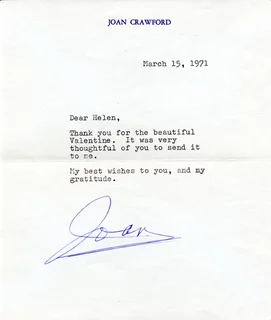 JOAN CRAWFORD
March 15, 1971
Dear Helen,
Thank you for the beautiful
Valentine.  It was very
thoughtful of you to send it
to me.
My best wishes to you, and my
gratitude.
Joan